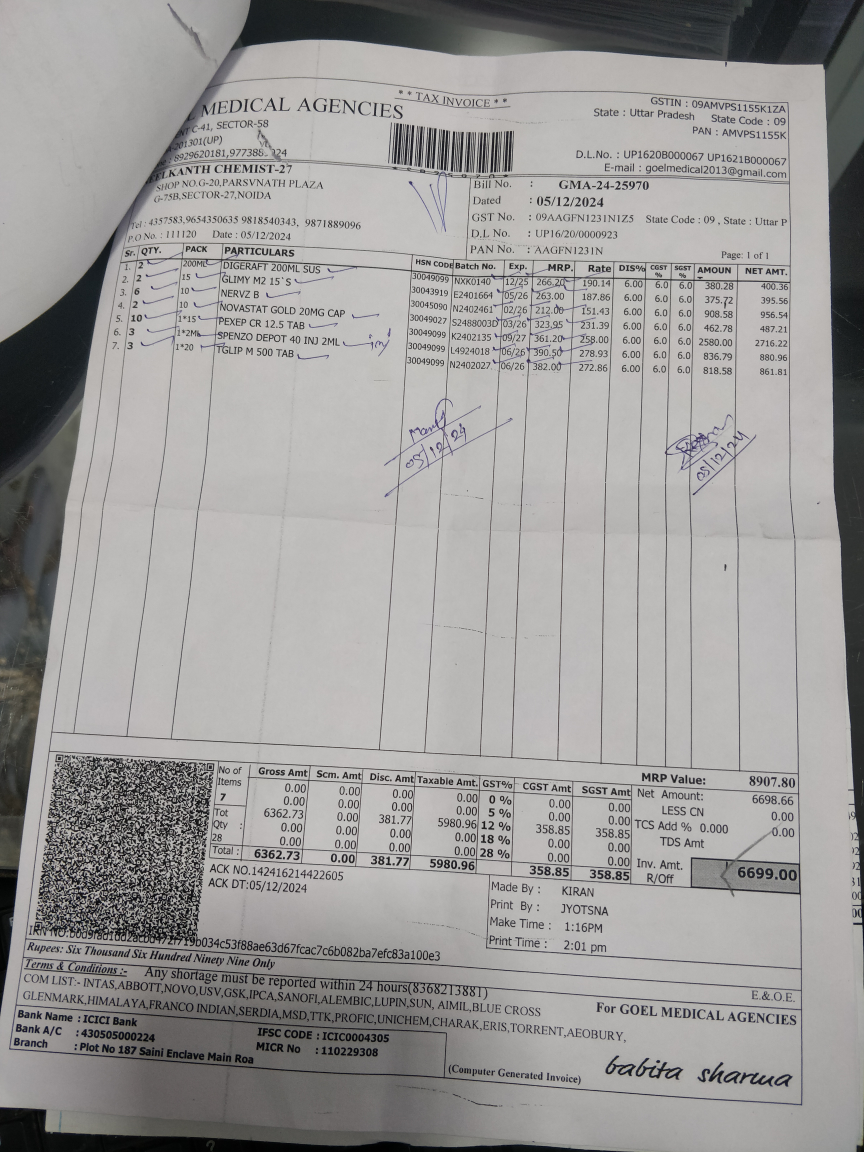 * * TAX INVOICE * *
MEDICAL AGENCIES
C-41, SECTOR-58
201301(UP)
GSTIN : 09AMVPS1155K1ZA
State : Uttar Pradesh State Code : 09
PAN : AMVPS1155K
D.L.No. : UP1620B000067 UP1621B000067
E-mail : goelmedical2013@gmail.com
KANTH CHEMIST-27
SHOP NO.G-20,PARSVNATH PLAZA
G-75B,SECTOR-27,NOIDA
Tel : 4357583,9654350635 9818540343, 9871889096
P.O No. : 111120 Date : 05/12/2024
Bill No. : GMA-24-25970
Dated : 05/12/2024
GST No. : 09AAGFN1231N1Z5 State Code : 09 , State : Uttar P
D.L No. : UP16/20/0000923
PAN No. : AAGFN1231N
Page: 1 of 1
Sr. QTY. PACK PARTICULARS HSN CODE Batch No. Exp. MRP. Rate DIS% CGST % SGST % AMOUN NET AMT.
1. 2 200ML DIGERAFT 200ML SUS 30049099 NXK0140 12/25 266.20 190.14 6.00 6.0 6.0 380.28 400.36
2. 2 15 GLIMY M2 15`S 30043919 E2401664 05/26 263.00 187.86 6.00 6.0 6.0 375.72 395.56
3. 6 10 NERVZ B 30045090 N2402461 02/26 212.00 151.43 6.00 6.0 6.0 908.58 956.54
4. 2 10 NOVASTAT GOLD 20MG CAP 30049027 S2488003D 03/26 323.95 231.39 6.00 6.0 6.0 462.78 487.21
5. 10 1*15 PEXEP CR 12.5 TAB 30049099 K2402135 09/27 361.20 258.00 6.00 6.0 6.0 2580.00 2716.22
6. 3 1*2ML SPENZO DEPOT 40 INJ 2ML inj 30049099 L4924018 06/26 390.50 278.93 6.00 6.0 6.0 836.79 880.96
7. 3 1*20 TGLIP M 500 TAB 30049099 N2402027 06/26 382.00 272.86 6.00 6.0 6.0 818.58 861.81
05/12/24
05/12/24
No of Items 7
Tot Qty : 28
Gross Amt Scm. Amt Disc. Amt Taxable Amt. GST% CGST Amt SGST Amt
0.00 0.00 0.00 0.00 0 % 0.00 0.00
0.00 0.00 0.00 0.00 5 % 0.00 0.00
6362.73 0.00 381.77 5980.96 12 % 358.85 358.85
0.00 0.00 0.00 0.00 18 % 0.00 0.00
0.00 0.00 0.00 0.00 28 % 0.00 0.00
Total : 6362.73 0.00 381.77 5980.96 358.85 358.85
MRP Value: 8907.80
Net Amount: 6698.66
LESS CN 0.00
TCS Add % 0.000 0.00
TDS Amt
Inv. Amt. R/Off 6699.00
ACK NO.142416214422605
ACK DT:05/12/2024
Made By : KIRAN
Print By : JYOTSNA
Make Time : 1:16PM
Print Time : 2:01 pm
Rupees: Six Thousand Six Hundred Ninety Nine Only
Terms & Conditions :- Any shortage must be reported within 24 hours(8368213881)
E.& O.E.
COM LIST:- INTAS,ABBOTT,NOVO,USV,GSK,IPCA,SANOFI,ALEMBIC,LUPIN,SUN, AIMIL,BLUE CROSS
GLENMARK,HIMALAYA,FRANCO INDIAN,SERDIA,MSD,TTK,PROFIC,UNICHEM,CHARAK,ERIS,TORRENT,AEOBURY,
For GOEL MEDICAL AGENCIES
Bank Name : ICICI Bank
Bank A/C : 430505000224 IFSC CODE : ICIC0004305
Branch : Plot No 187 Saini Enclave Main Roa MICR No : 110229308
(Computer Generated Invoice)
babita sharma